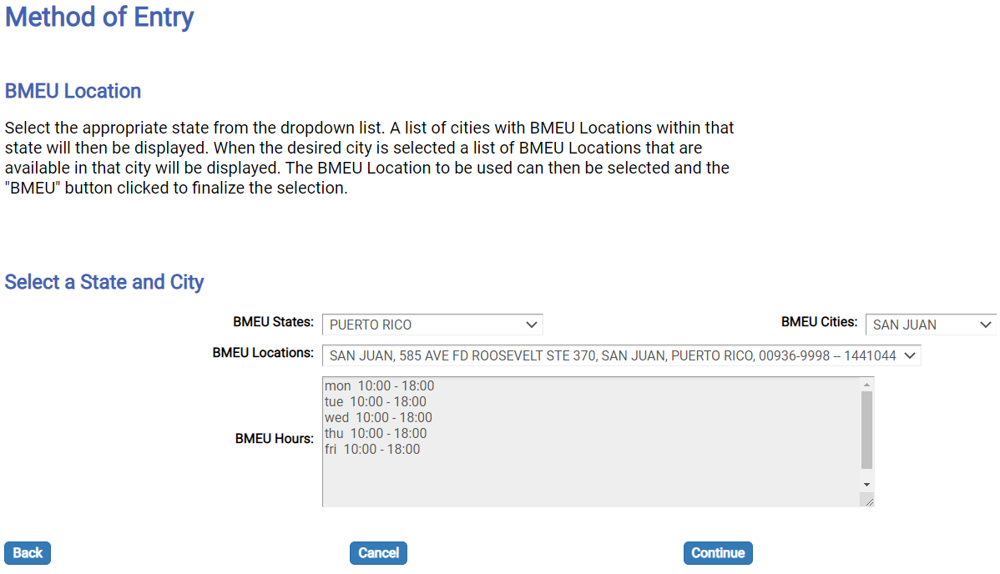 Method of Entry
BMEU Location
Select the appropriate state from the dropdown list. A list of cities with BMEU Locations within that
state will then be displayed. When the desired city is selected a list of BMEU Locations that are
available in that city will be displayed. The BMEU Location to be used can then be selected and the
"BMEU" button clicked to finalize the selection.
Select a State and City
BMEU States: PUERTO RICO BMEU Cities: SAN JUAN
BMEU Locations: SAN JUAN, 585 AVE FD ROOSEVELT STE 370, SAN JUAN, PUERTO RICO, 00936-9998 -- 1441044
BMEU Hours:
mon 10:00 - 18:00
tue 10:00 - 18:00
wed 10:00 - 18:00
thu 10:00 - 18:00
fri 10:00 - 18:00
Back Cancel Continue